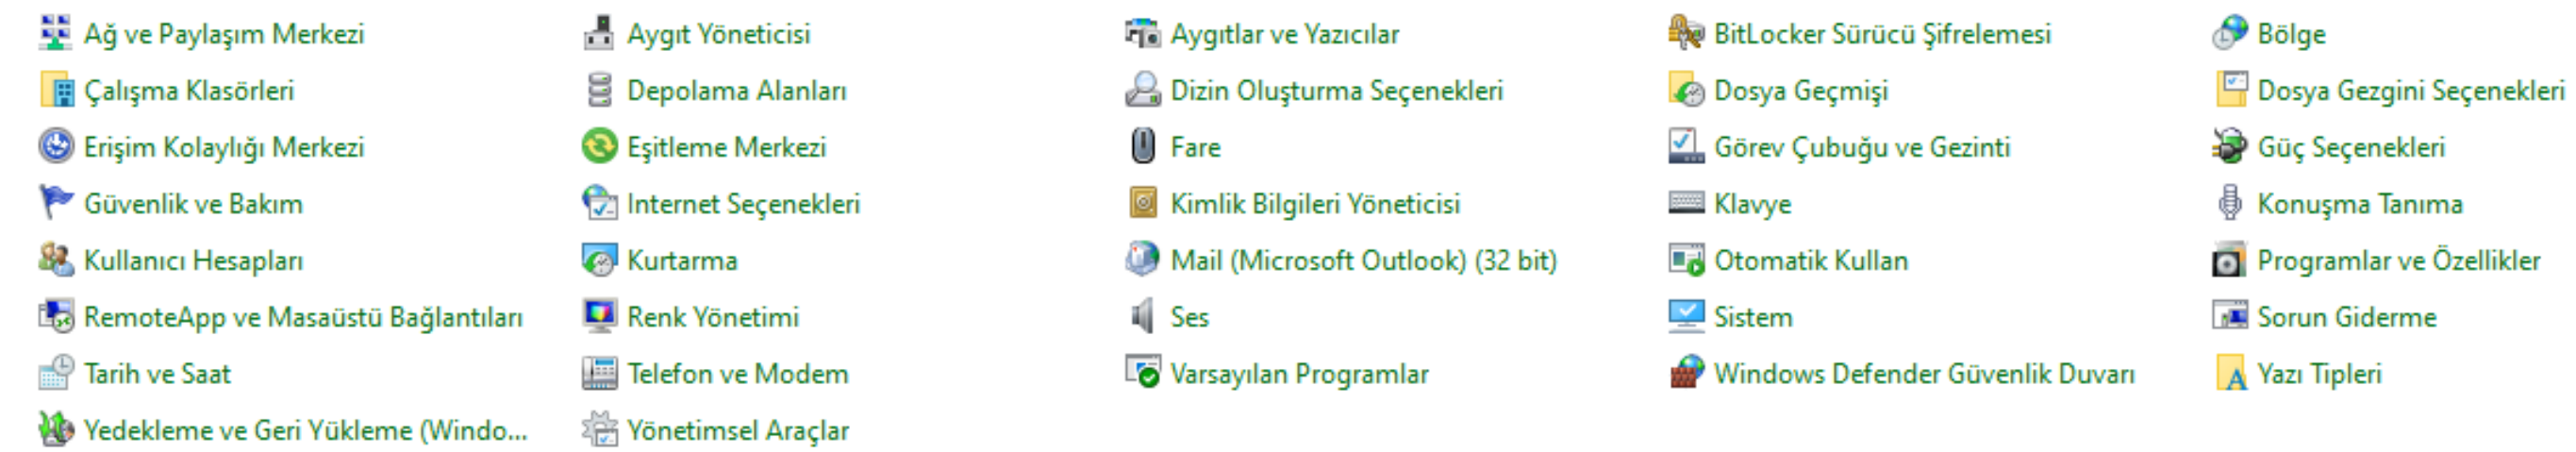 Ağ ve Paylaşım Merkezi
Aygıt Yöneticisi
Aygıtlar ve Yazıcılar
BitLocker Sürücü Şifrelemesi
Bölge
Çalışma Klasörleri
Depolama Alanları
Dizin Oluşturma Seçenekleri
Dosya Geçmişi
Dosya Gezgini Seçenekleri
Erişim Kolaylığı Merkezi
Eşitleme Merkezi
Fare
Görev Çubuğu ve Gezinti
Güç Seçenekleri
Güvenlik ve Bakım
Internet Seçenekleri
Kimlik Bilgileri Yöneticisi
Klavye
Konuşma Tanıma
Kullanıcı Hesapları
Kurtarma
Mail (Microsoft Outlook) (32 bit)
Otomatik Kullan
Programlar ve Özellikler
RemoteApp ve Masaüstü Bağlantıları
Renk Yönetimi
Ses
Sistem
Sorun Giderme
Tarih ve Saat
Telefon ve Modem
Varsayılan Programlar
Windows Defender Güvenlik Duvarı
Yazı Tipleri
Yedekleme ve Geri Yükleme (Windo...
Yönetimsel Araçlar